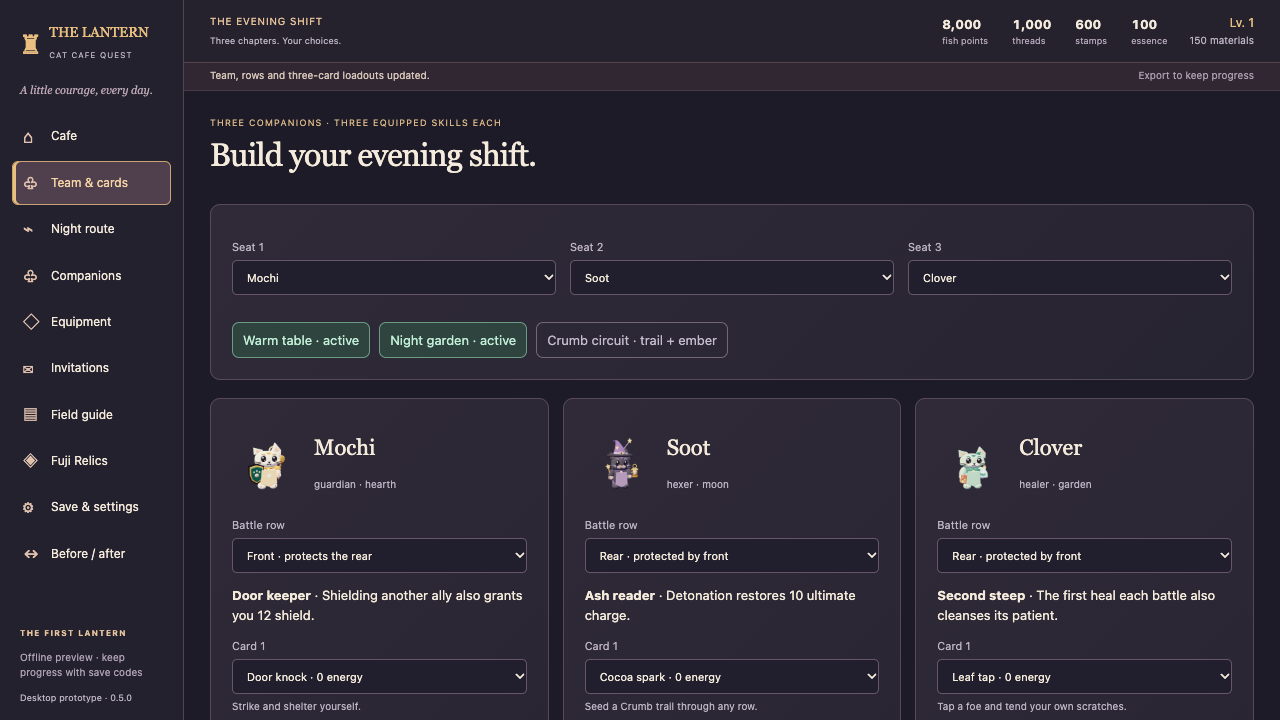 THE LANTERN
CAT CAFE QUEST
A little courage, every day.
Cafe
Team & cards
Night route
Companions
Equipment
Invitations
Field guide
Fuji Relics
Save & settings
Before / after
THE FIRST LANTERN
Offline preview · keep
progress with save codes
Desktop prototype · 0.5.0
THE EVENING SHIFT
Three chapters. Your choices.
8,000 fish points
1,000 threads
600 stamps
100 essence
Lv. 1
150 materials
Team, rows and three-card loadouts updated.
Export to keep progress
THREE COMPANIONS · THREE EQUIPPED SKILLS EACH
Build your evening shift.
Seat 1
Mochi
Seat 2
Soot
Seat 3
Clover
Warm table · active
Night garden · active
Crumb circuit · trail + ember
Mochi
guardian · hearth
Battle row
Front · protects the rear
Door keeper · Shielding another ally also grants
you 12 shield.
Card 1
Door knock · 0 energy
Strike and shelter yourself.
Soot
hexer · moon
Battle row
Rear · protected by front
Ash reader · Detonation restores 10 ultimate
charge.
Card 1
Cocoa spark · 0 energy
Seed a Crumb trail through any row.
Clover
healer · garden
Battle row
Rear · protected by front
Second steep · The first heal each battle also
cleanses its patient.
Card 1
Leaf tap · 0 energy
Tap a foe and tend your own scratches.